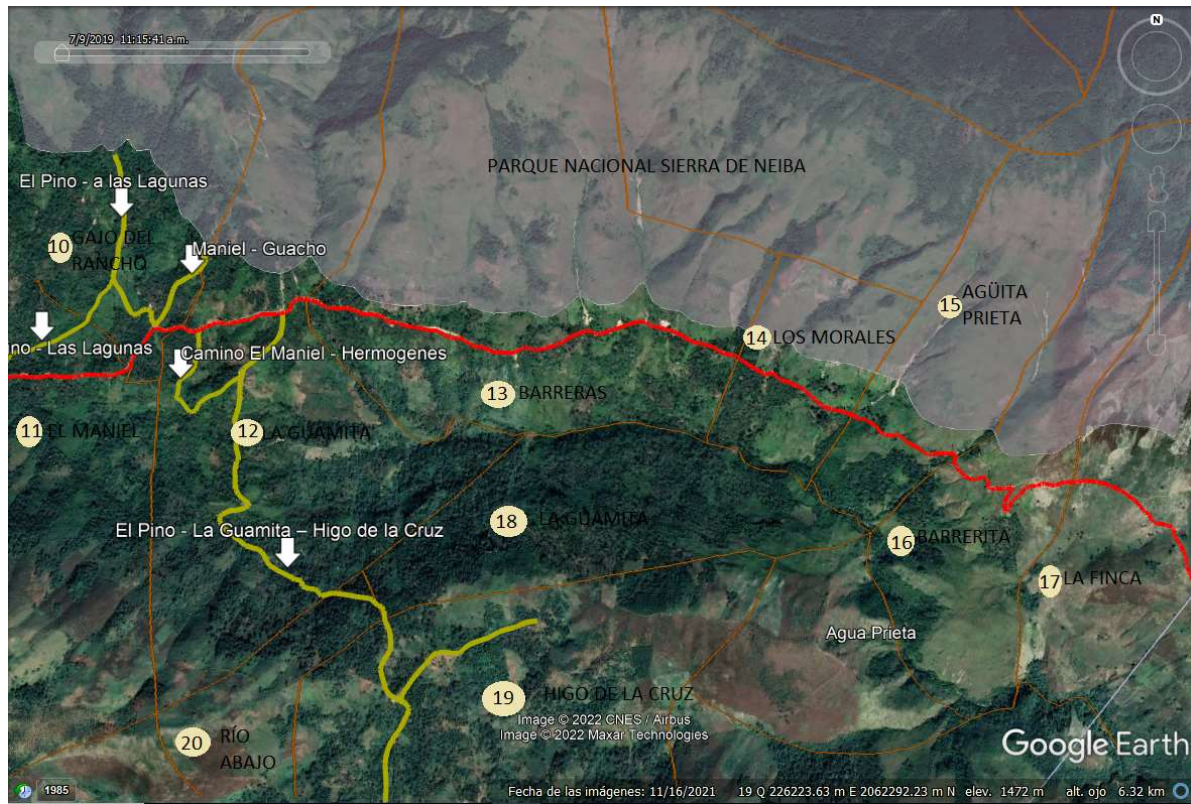 N
7/9/2019 11:15:41 a.m.
PARQUE NACIONAL SIERRA DE NEIBA
El Pino - a las Lagunas
10 GAJO DEL
RANCHO
Maniel - Guacho
15 AGÜITA
PRIETA
14 LOS MORALES
ino - Las Lagunas
Camino El Maniel - Hermogenes
13 BARRERAS
11 EL MANIEL
12 LA GUAMITA
El Pino - La Guamita – Higo de la Cruz
18 LA GUAMITA
16 BARRERITA
17 LA FINCA
Agua Prieta
19 HIGO DE LA CRUZ
Image © 2022 CNES / Airbus
Image © 2022 Maxar Technologies
20 RÍO
ABAJO
Google Earth
1985
Fecha de las imágenes: 11/16/2021 19 Q 226223.63 m E 2062292.23 m N elev. 1472 m alt. ojo 6.32 km